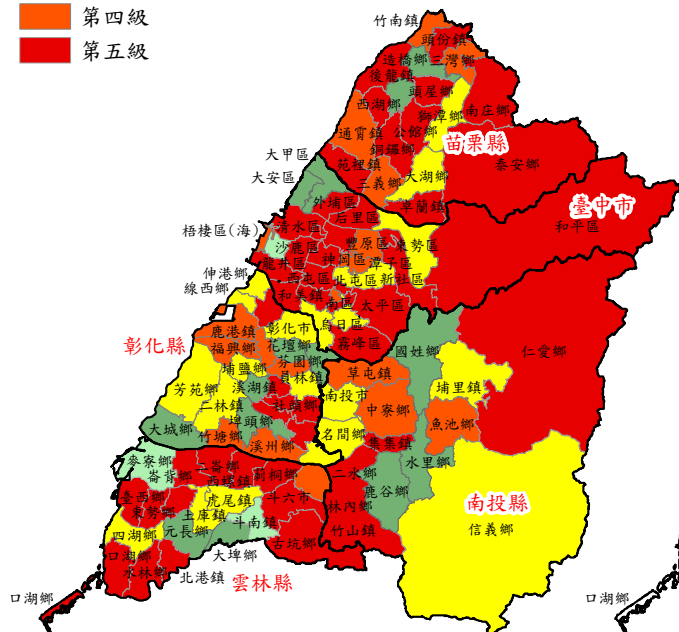 第四級
第五級
竹南鎮
頭份鎮
造橋鄉
三灣鄉
後龍鎮
頭屋鄉
西湖鄉
獅潭鄉
南庄鄉
通霄鎮
公館鄉
銅鑼鄉
苗栗縣
苑裡鎮
泰安鄉
大甲區
大湖鄉
三義鄉
大安區
卓蘭鎮
外埔區
臺中市
后里區
和平區
清水區
梧棲區(海)
沙鹿區
豐原區
東勢區
神岡區
潭子區
龍井區
西屯區
北屯區
新社區
伸港鄉
線西鄉
和美鎮
南區
太平區
鹿港鎮
彰化市
烏日區
彰化縣
福興鄉
花壇鄉
霧峰區
國姓鄉
仁愛鄉
芬園鄉
埔鹽鄉
員林鎮
草屯鎮
芳苑鄉
溪湖鎮
南投市
埔里鎮
二林鎮
社頭鄉
中寮鄉
埤頭鄉
魚池鄉
大城鄉
竹塘鄉
名間鄉
溪州鄉
集集鎮
麥寮鄉
水里鄉
崙背鄉
二崙鄉
二水鄉
西螺鎮
莿桐鄉
鹿谷鄉
臺西鄉
虎尾鎮
斗六市
林內鄉
南投縣
東勢鄉
土庫鎮
斗南鎮
信義鄉
四湖鄉
元長鄉
竹山鎮
古坑鄉
口湖鄉
大埤鄉
水林鄉
北港鎮
雲林縣
口湖鄉
口湖鄉